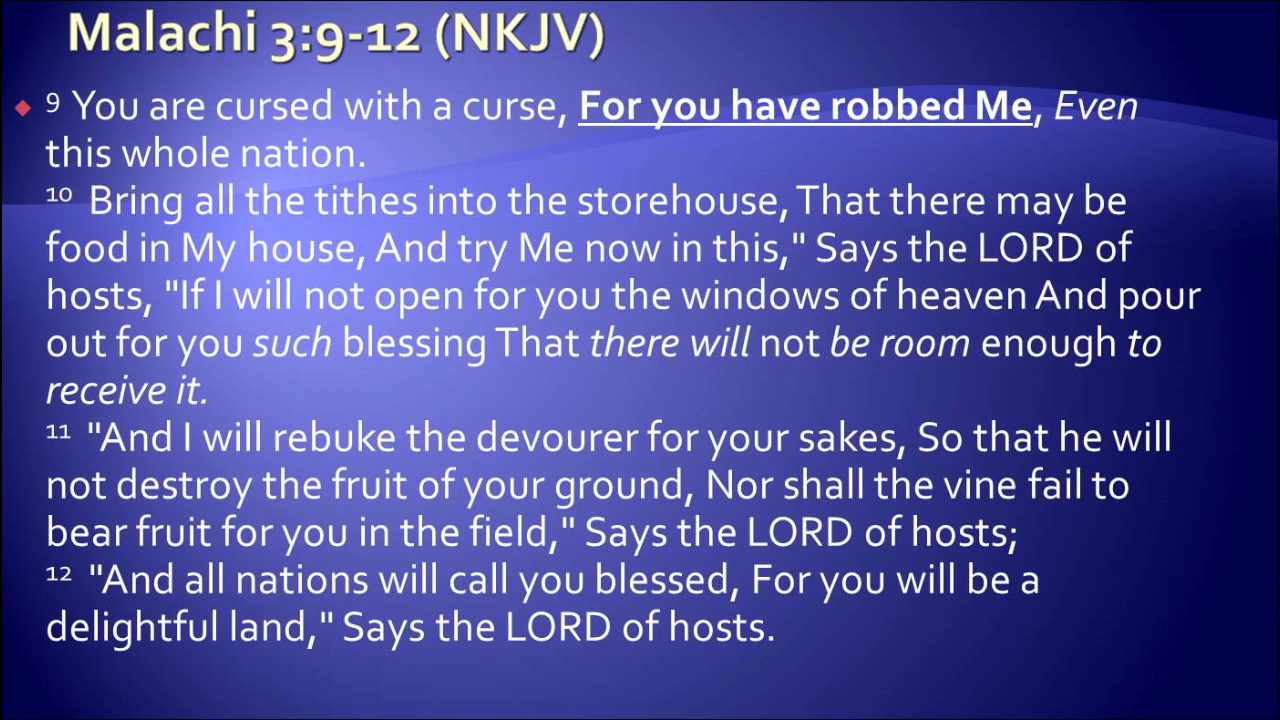 Malachi 3:9-12 (NKJV)
9 You are cursed with a curse, For you have robbed Me, Even
this whole nation.
10 Bring all the tithes into the storehouse, That there may be
food in My house, And try Me now in this," Says the LORD of
hosts, "If I will not open for you the windows of heaven And pour
out for you such blessing That there will not be room enough to
receive it.
11 "And I will rebuke the devourer for your sakes, So that he will
not destroy the fruit of your ground, Nor shall the vine fail to
bear fruit for you in the field," Says the LORD of hosts;
12 "And all nations will call you blessed, For you will be a
delightful land," Says the LORD of hosts.